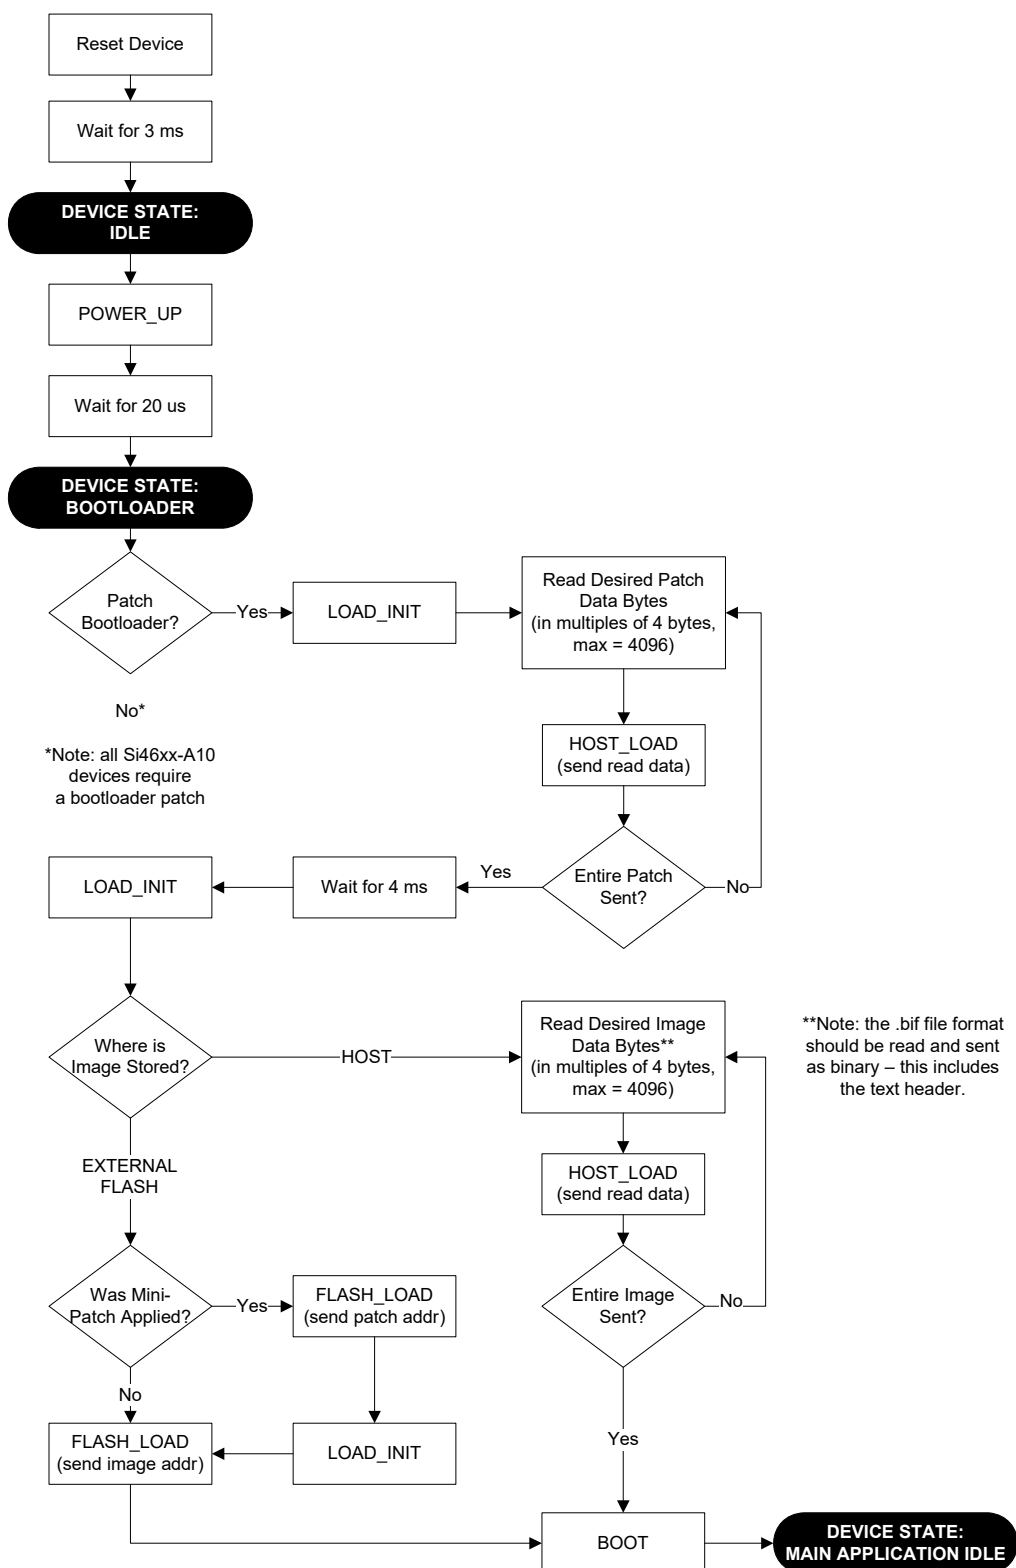 Reset Device
Wait for 3 ms
DEVICE STATE:
IDLE
POWER_UP
Wait for 20 us
DEVICE STATE:
BOOTLOADER
Patch
Bootloader?
Yes
LOAD_INIT
Read Desired Patch
Data Bytes
(in multiples of 4 bytes,
max = 4096)
No*
*Note: all Si46xx-A10
devices require
a bootloader patch
HOST_LOAD
(send read data)
Entire Patch
Sent?
No
Yes
Wait for 4 ms
LOAD_INIT
Where is
Image Stored?
HOST
Read Desired Image
Data Bytes**
(in multiples of 4 bytes,
max = 4096)
**Note: the .bif file format
should be read and sent
as binary – this includes
the text header.
HOST_LOAD
(send read data)
EXTERNAL
FLASH
Was Mini-
Patch Applied?
Yes
FLASH_LOAD
(send patch addr)
Entire Image
Sent?
No
No
FLASH_LOAD
(send image addr)
LOAD_INIT
Yes
BOOT
DEVICE STATE:
MAIN APPLICATION IDLE